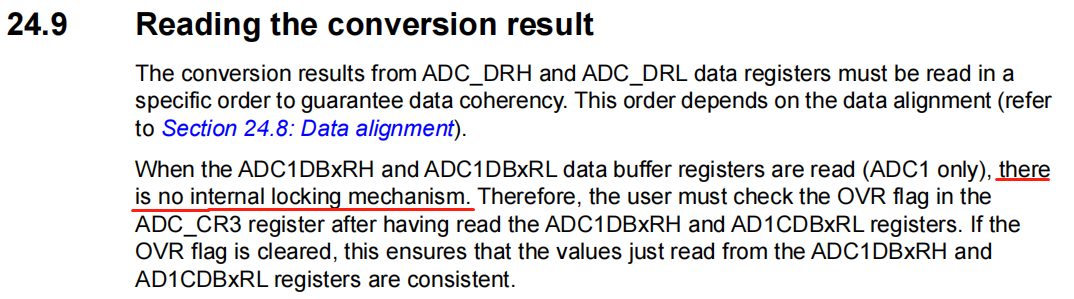 24.9 Reading the conversion result
The conversion results from ADC_DRH and ADC_DRL data registers must be read in a
specific order to guarantee data coherency. This order depends on the data alignment (refer
to Section 24.8: Data alignment).
When the ADC1DBxRH and ADC1DBxRL data buffer registers are read (ADC1 only), there
is no internal locking mechanism. Therefore, the user must check the OVR flag in the
ADC_CR3 register after having read the ADC1DBxRH and AD1CDBxRL registers. If the
OVR flag is cleared, this ensures that the values just read from the ADC1DBxRH and
AD1CDBxRL registers are consistent.